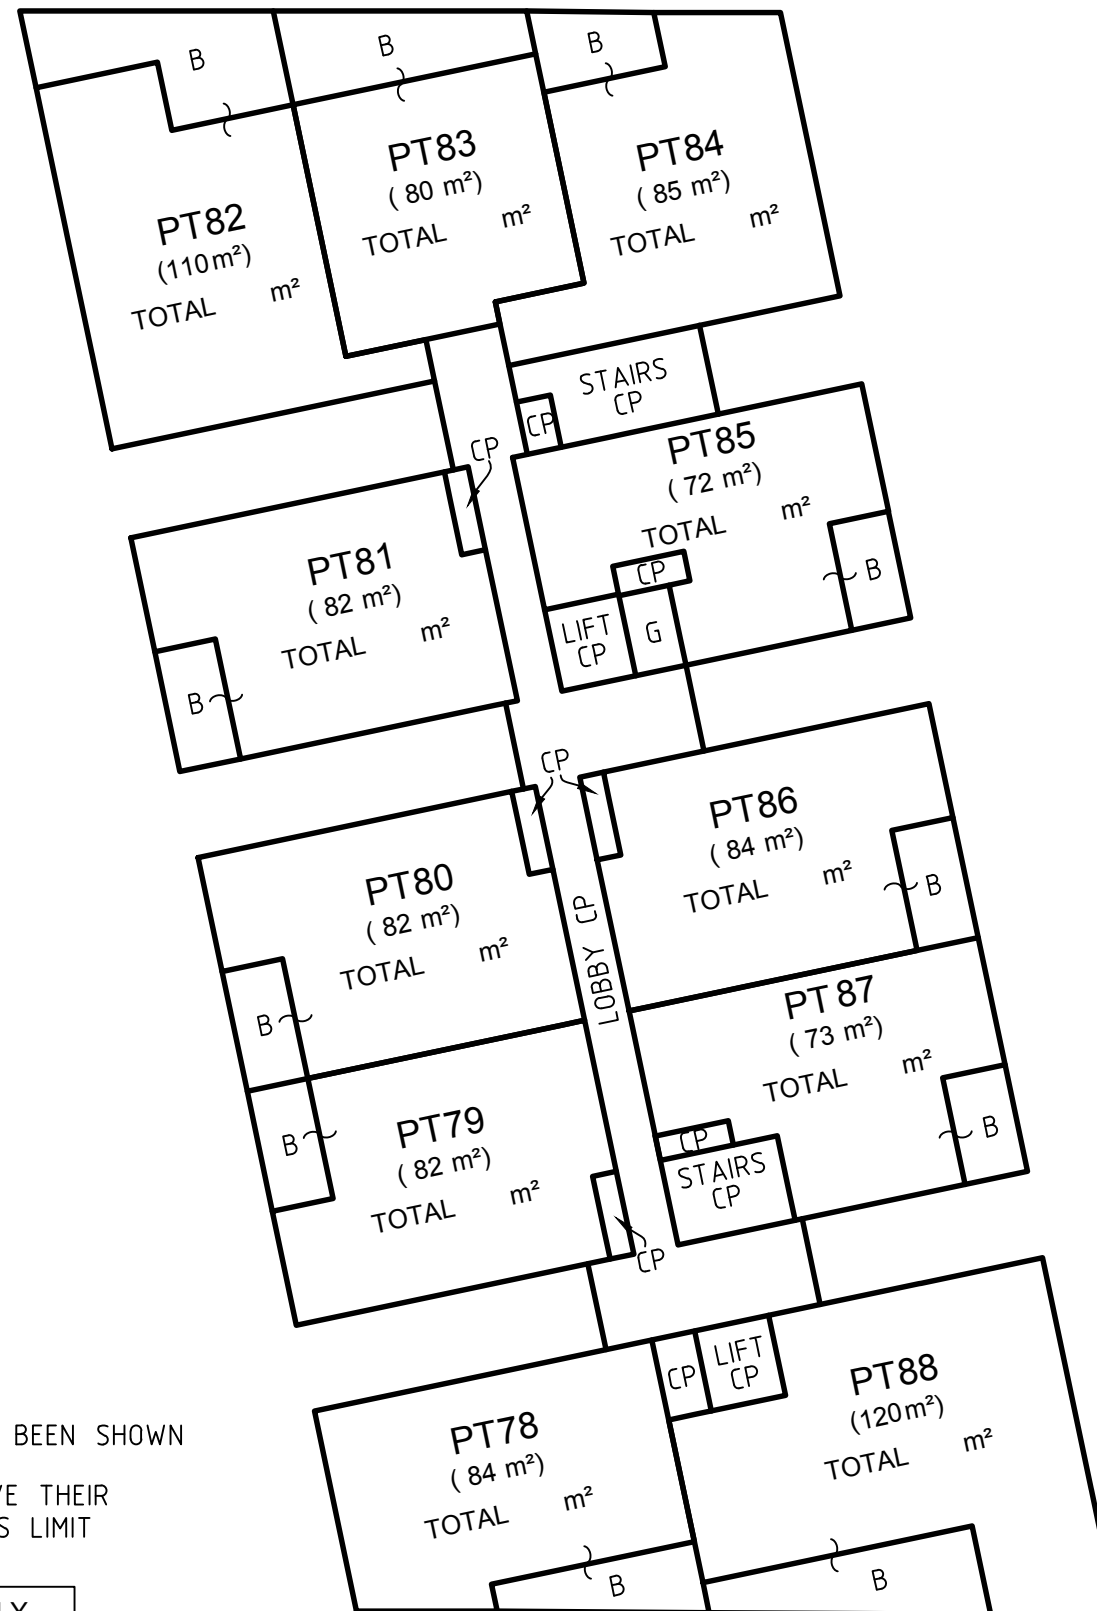 B
B
B
PT82
(110m²)
TOTAL m²
PT83
( 80 m²)
TOTAL m²
PT84
( 85 m²)
TOTAL m²
STAIRS
CP
CP
CP
PT85
( 72 m²)
TOTAL m²
CP
LIFT
CP
G
B
PT81
( 82 m²)
TOTAL m²
B
CP
PT80
( 82 m²)
TOTAL m²
B
PT86
( 84 m²)
TOTAL m²
B
LOBBY CP
PT79
( 82 m²)
TOTAL m²
B
CP
PT 87
( 73 m²)
TOTAL m²
B
CP
STAIRS
CP
PT78
( 84 m²)
TOTAL m²
B
CP
LIFT
CP
PT88
(120m²)
TOTAL m²
B
BEEN SHOWN
THEIR
LIMIT